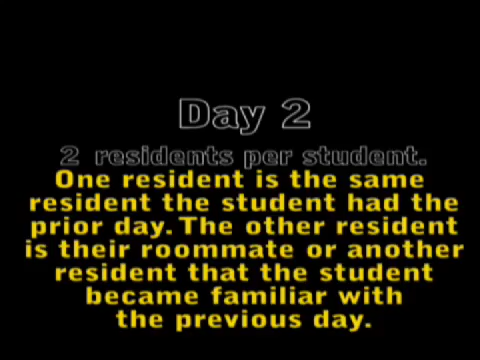 Day 2
2 residents per student.
One resident is the same
resident the student had the
prior day. The other resident
is their roommate or another
resident that the student
became familiar with
the previous day.